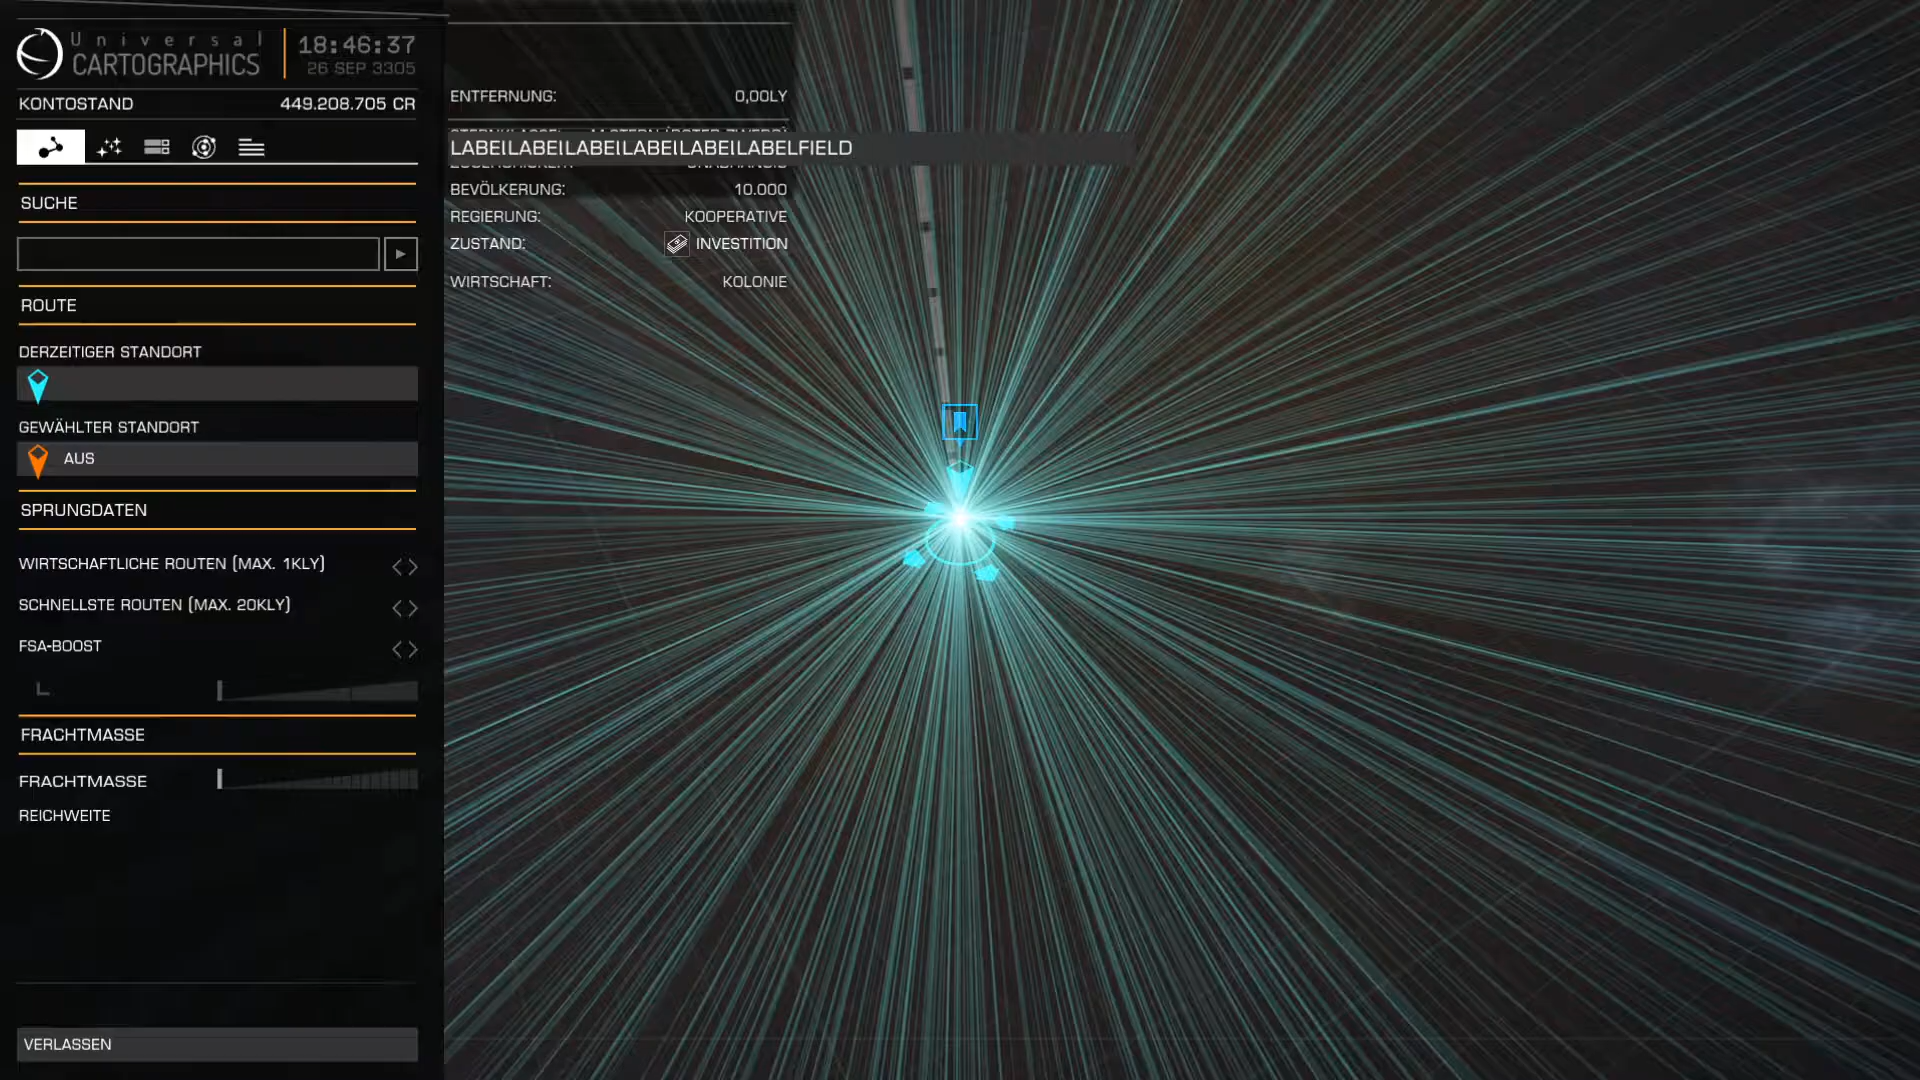 Universal
CARTOGRAPHICS
18:46:37
26 SEP 3305
KONTOSTAND 449.208.705 CR
SUCHE
ROUTE
DERZEITIGER STANDORT
GEWÄHLTER STANDORT
AUS
SPRUNGDATEN
WIRTSCHAFTLICHE ROUTEN (MAX. 1KLY)
SCHNELLSTE ROUTEN (MAX. 20KLY)
FSA-BOOST
FRACHTMASSE
FRACHTMASSE
REICHWEITE
VERLASSEN
ENTFERNUNG: 0,00LY
LABElLABElLABElLABElLABElLABELFIELD
BEVÖLKERUNG: 10.000
REGIERUNG: KOOPERATIVE
ZUSTAND: INVESTITION
WIRTSCHAFT: KOLONIE